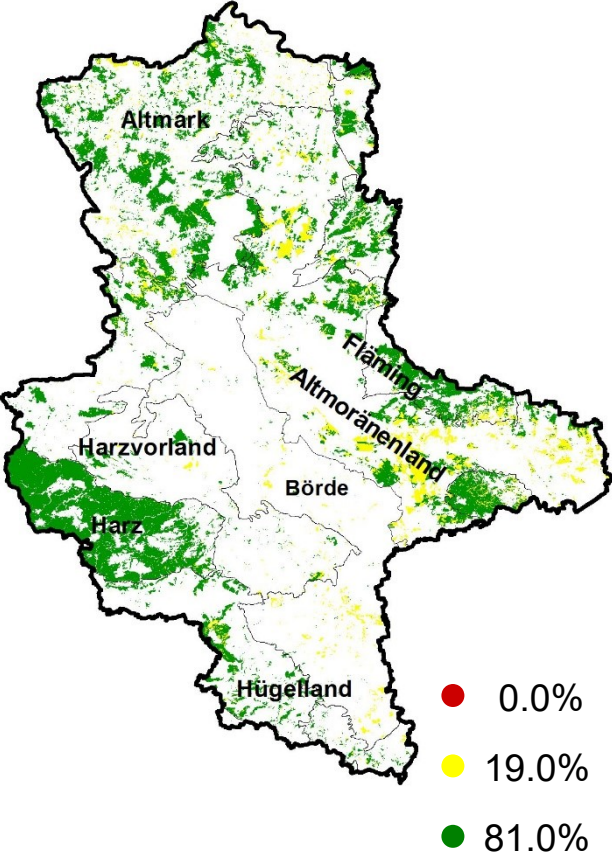 Altmark
Fläming
Altmoränenland
Harzvorland
Börde
Harz
Hügelland
0.0%
19.0%
81.0%